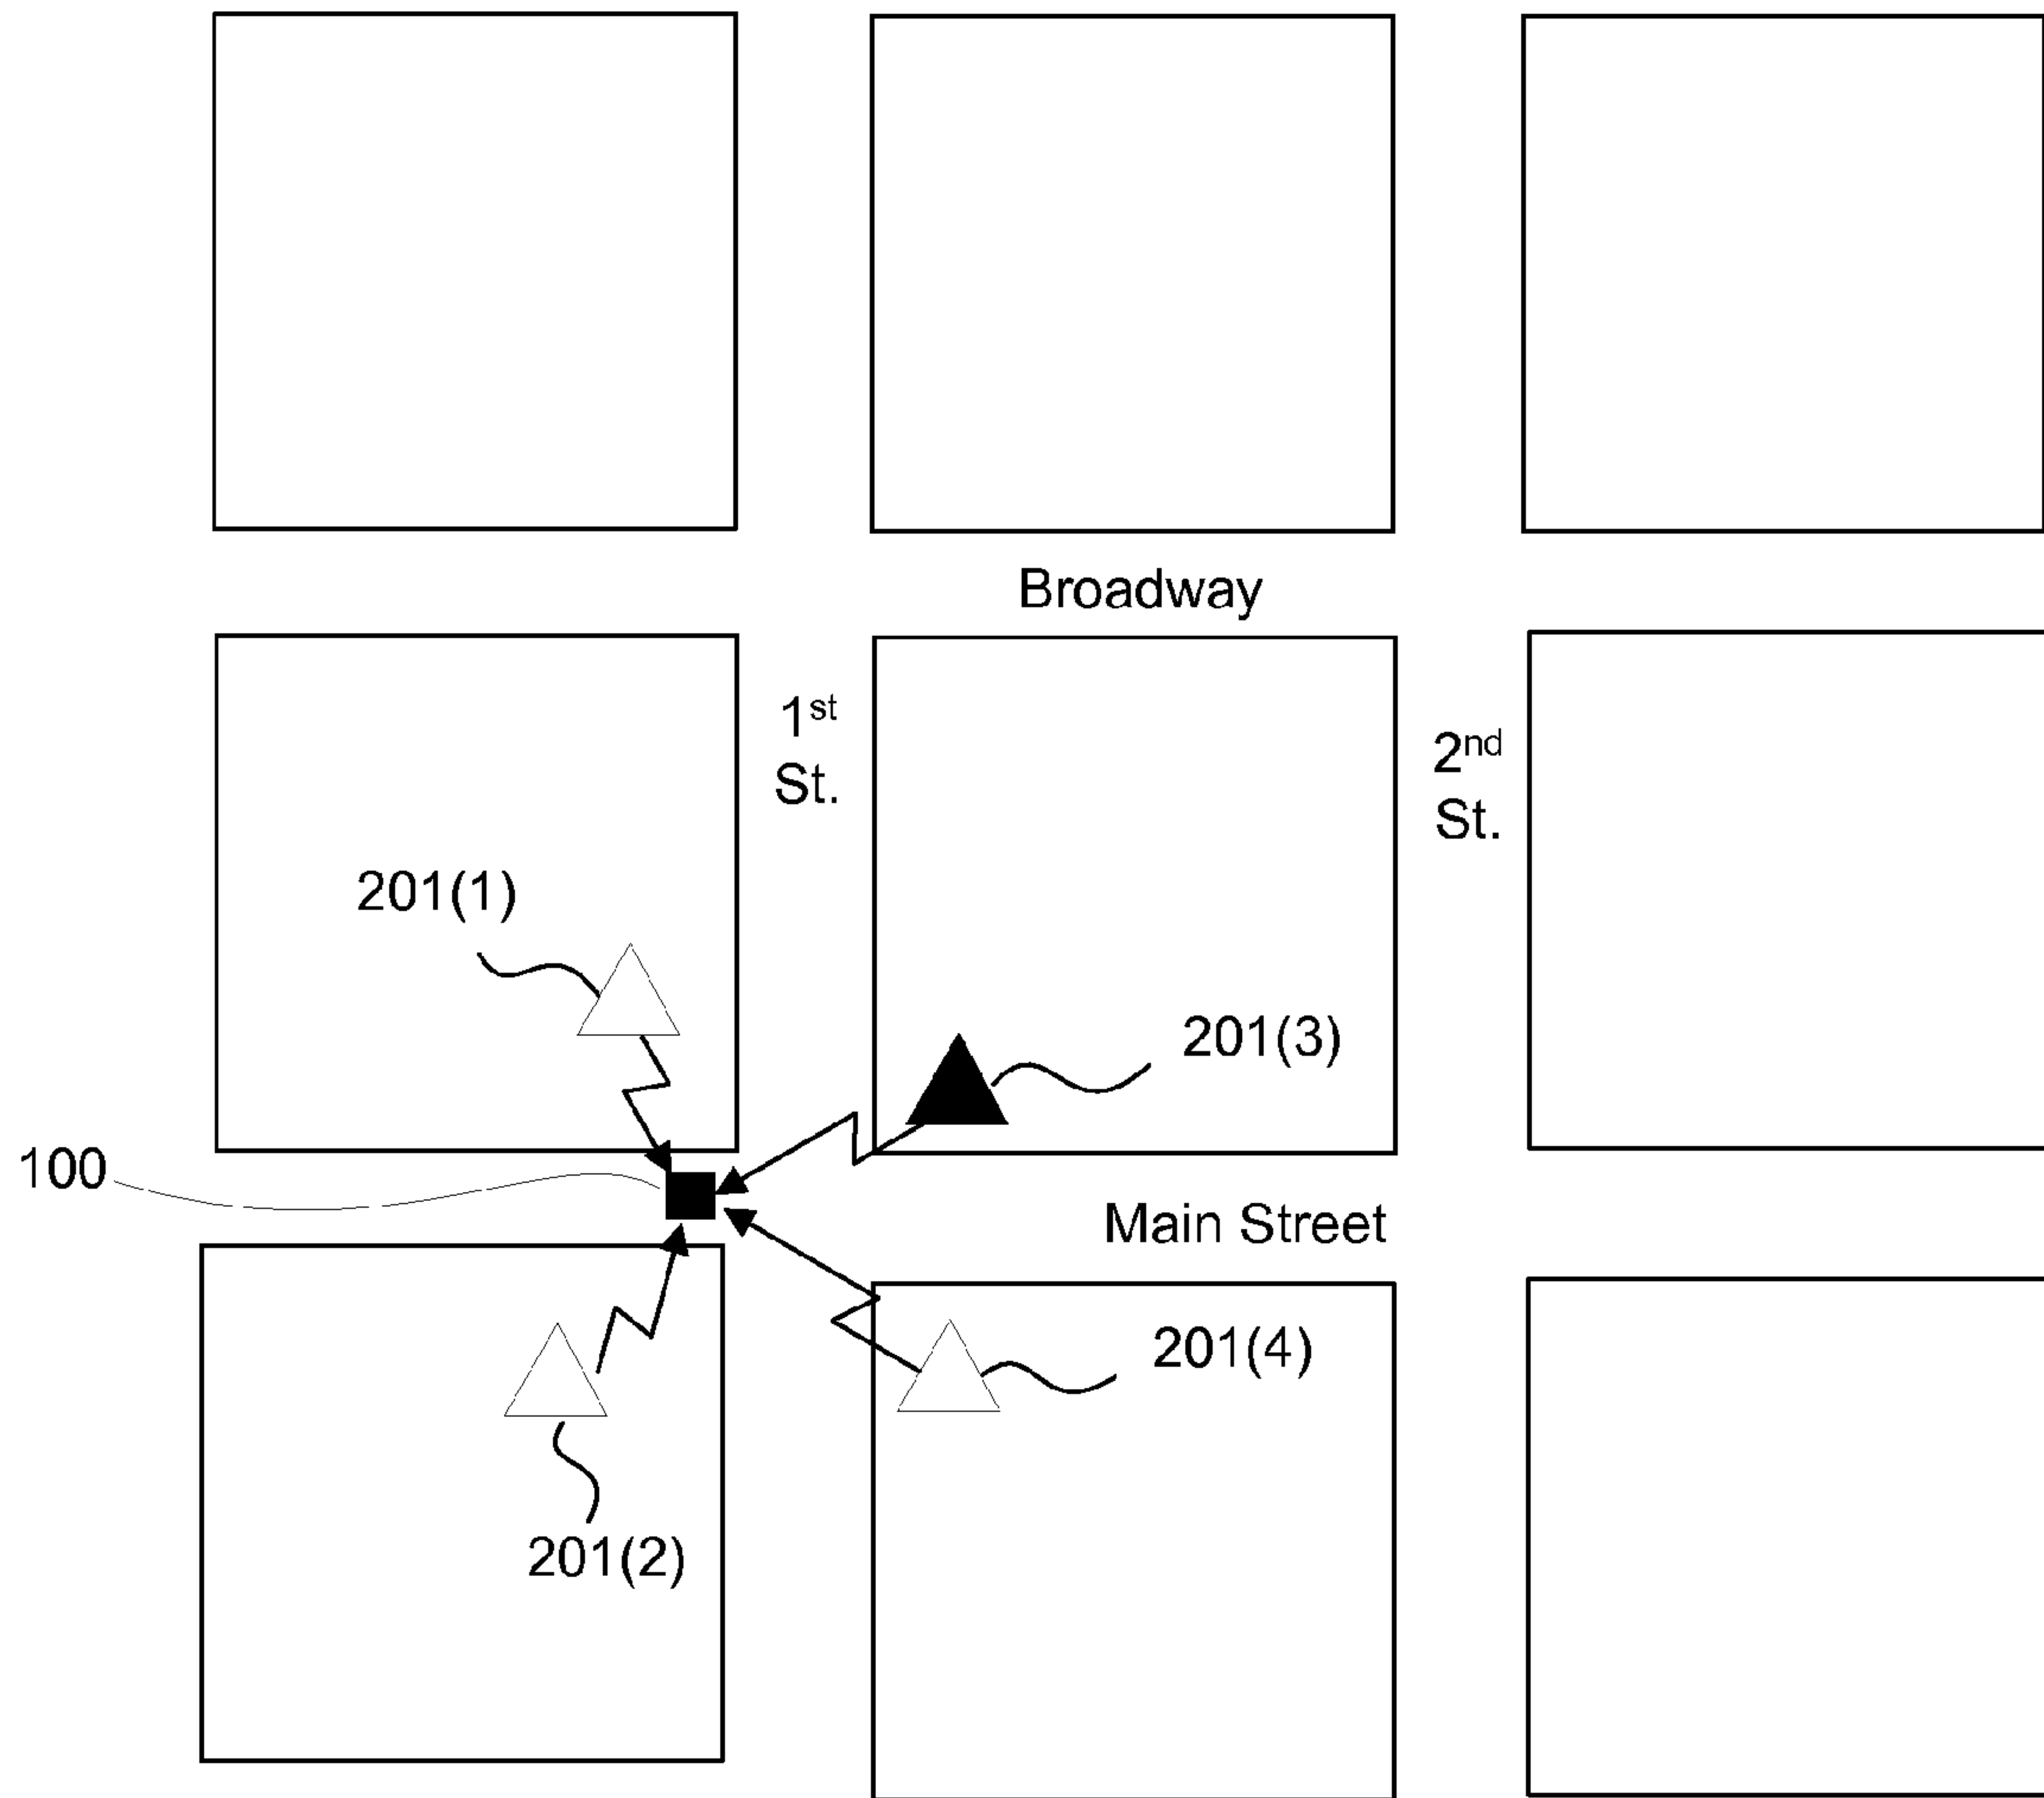 Broadway
1st
St.
2nd
St.
201(1)
201(3)
100
Main Street
201(4)
201(2)